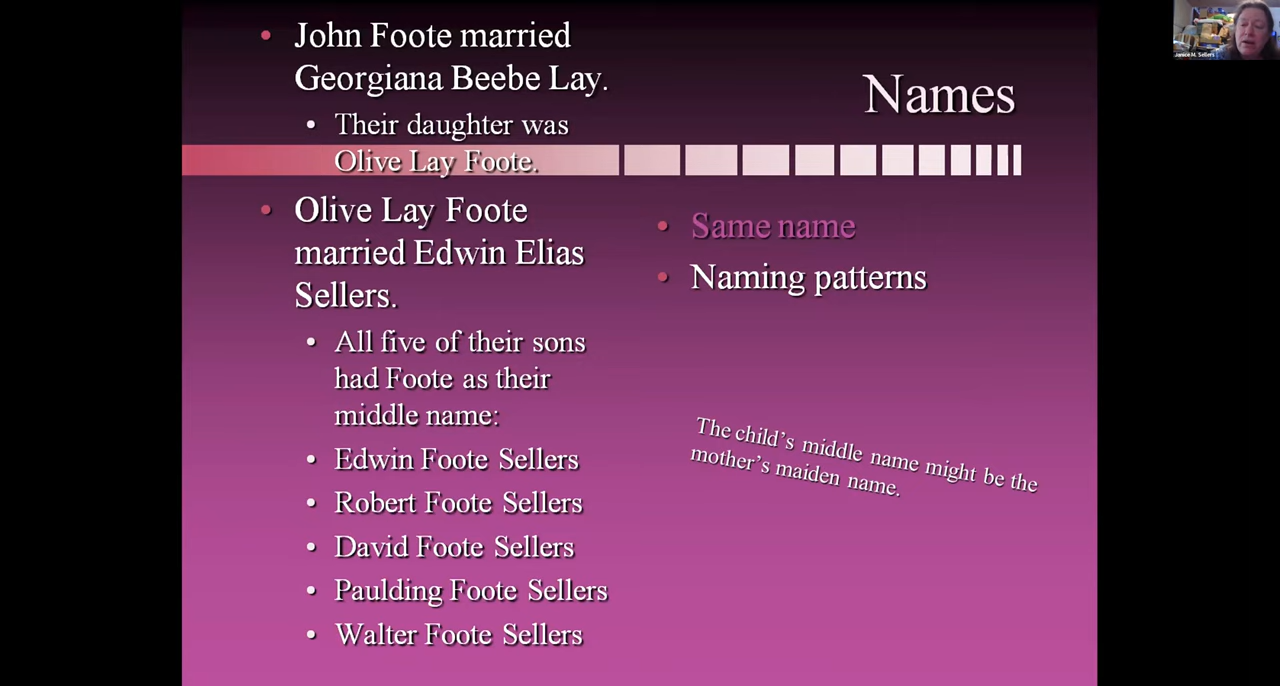 John Foote married
Georgiana Beebe Lay.
Their daughter was
Olive Lay Foote.
Olive Lay Foote
married Edwin Elias
Sellers.
All five of their sons
had Foote as their
middle name:
Edwin Foote Sellers
Robert Foote Sellers
David Foote Sellers
Paulding Foote Sellers
Walter Foote Sellers
Names
Same name
Naming patterns
The child's middle name might be the
mother's maiden name.
Janice M. Sellers